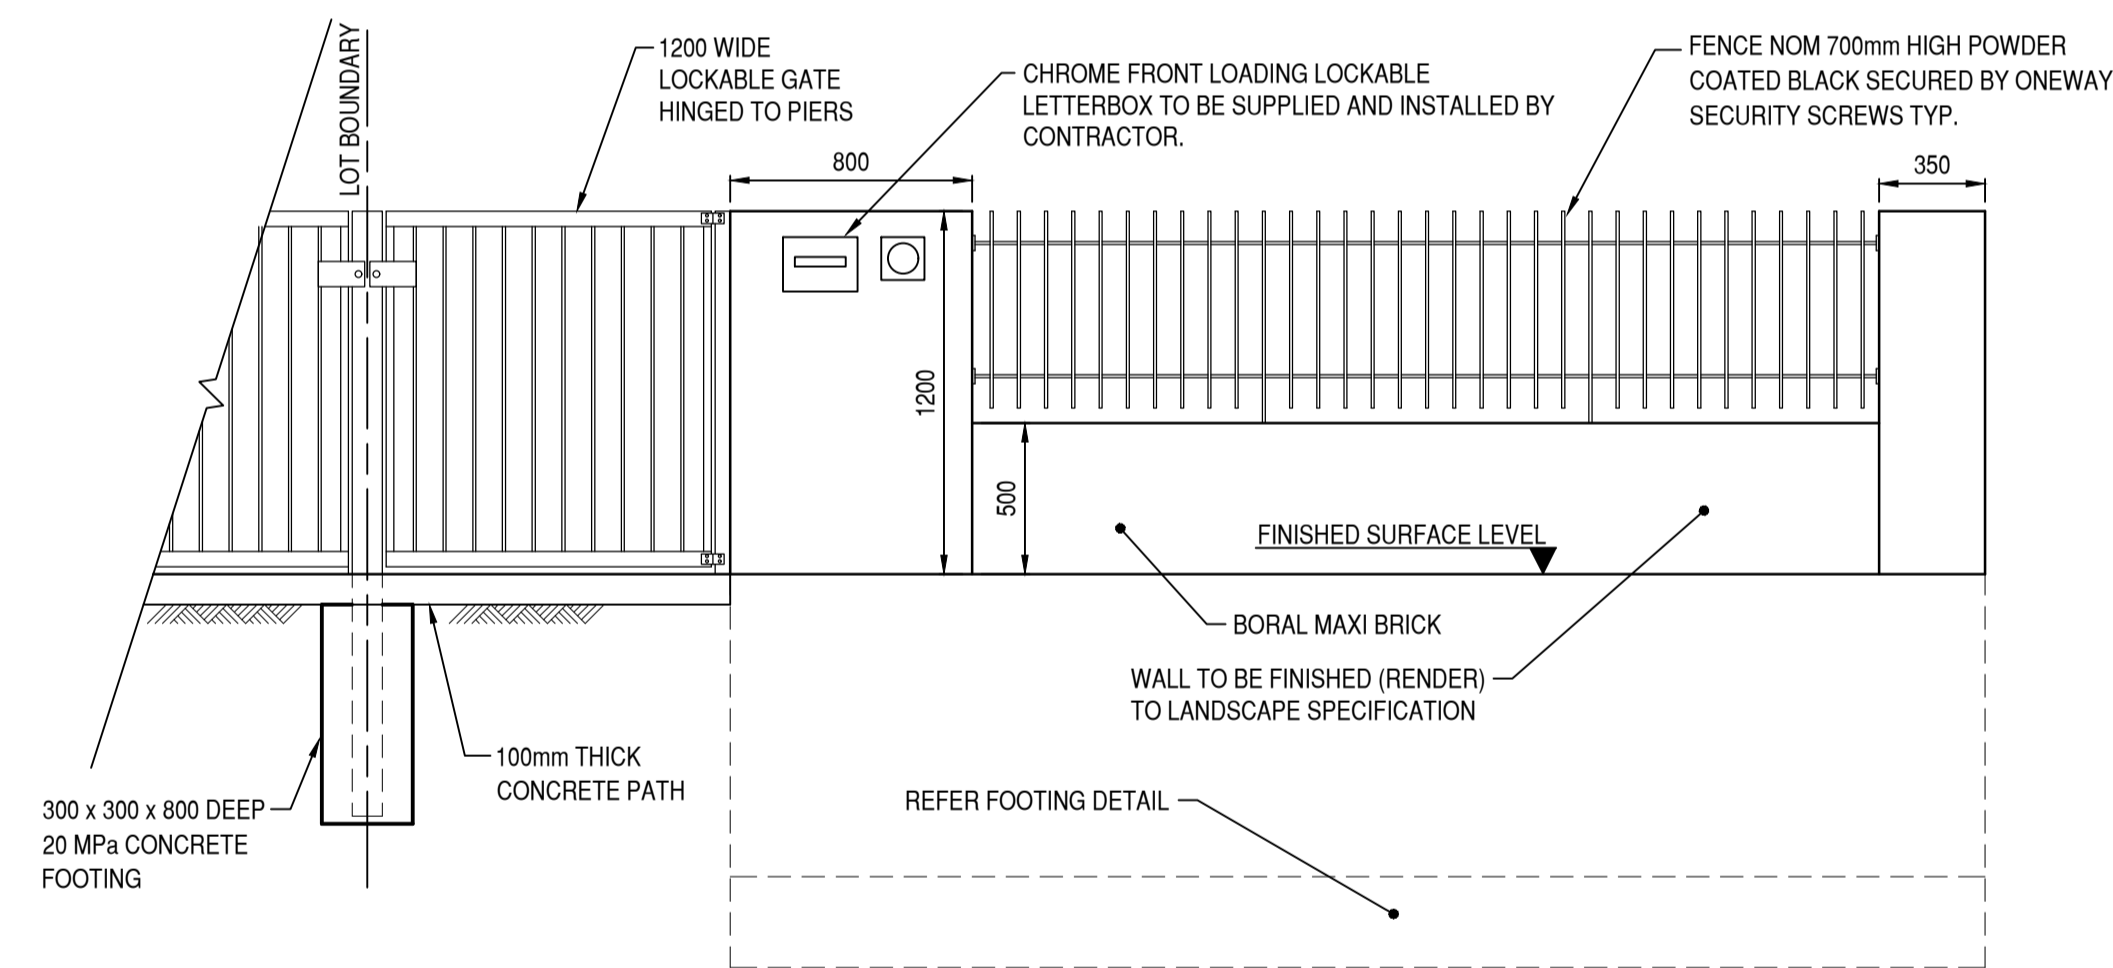 LOT BOUNDARY
1200 WIDE
LOCKABLE GATE
HINGED TO PIERS
CHROME FRONT LOADING LOCKABLE
LETTERBOX TO BE SUPPLIED AND INSTALLED BY
CONTRACTOR.
FENCE NOM 700mm HIGH POWDER
COATED BLACK SECURED BY ONEWAY
SECURITY SCREWS TYP.
800
350
1200
500
FINISHED SURFACE LEVEL
BORAL MAXI BRICK
WALL TO BE FINISHED (RENDER)
TO LANDSCAPE SPECIFICATION
100mm THICK
CONCRETE PATH
300 x 300 x 800 DEEP
20 MPa CONCRETE
FOOTING
REFER FOOTING DETAIL